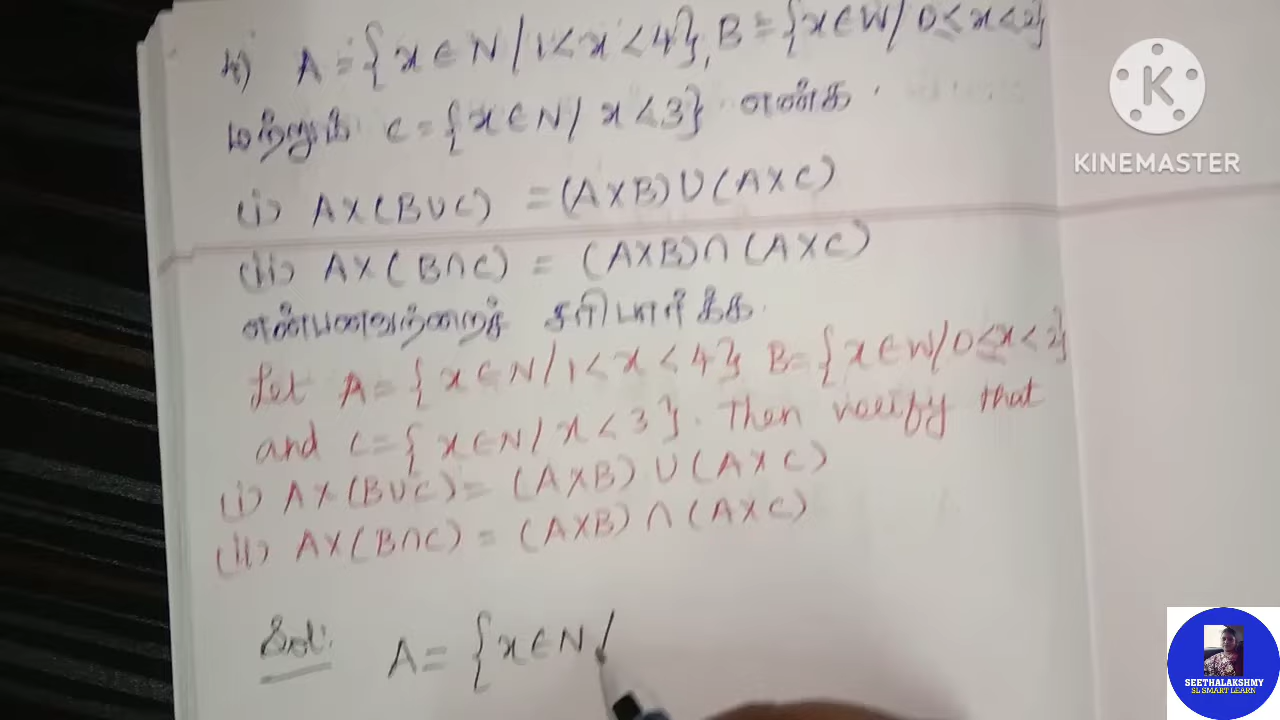 4) A = {x∈N/1<x<4}, B = {x∈W/0≤x<2}
மற்றும் C = {x∈N/ x<3} என்க.
(i) A×(B∪C) = (A×B)∪(A×C)
(ii) A×(B∩C) = (A×B)∩(A×C)
என்பனவற்றைச் சரிபார்க்க.
Let A = {x∈N/1<x<4} B = {x∈W/0≤x<2}
and C = {x∈N/x<3}. Then verify that
(i) A×(B∪C) = (A×B)∪(A×C)
(ii) A×(B∩C) = (A×B)∩(A×C)
Sol: A = {x∈N/
K
KINEMASTER
SEETHALAKSHMY
SL SMART LEARN